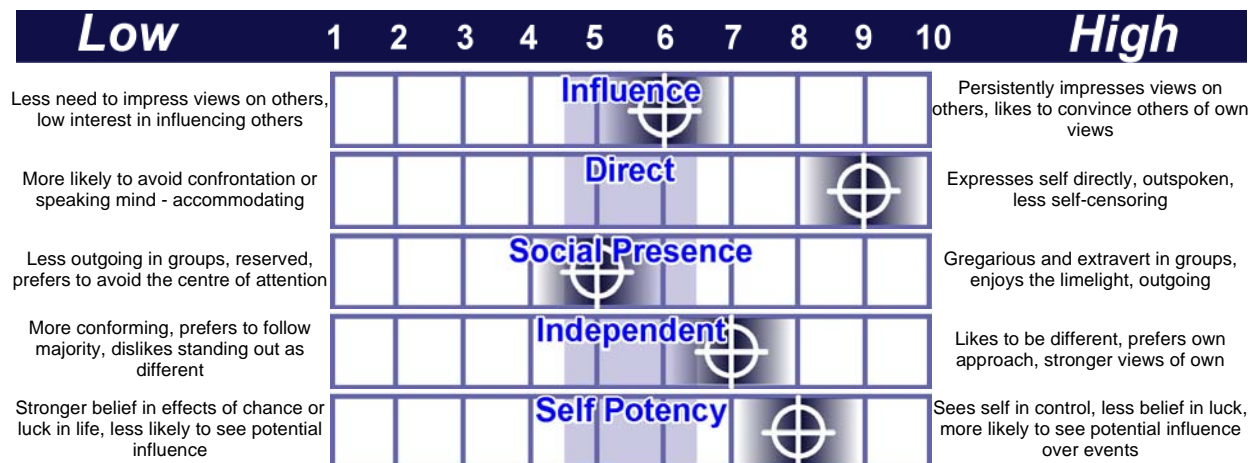 Low 1 2 3 4 5 6 7 8 9 10 High
Less need to impress views on others,
low interest in influencing others
Influence
Persistently impresses views on
others, likes to convince others of own
views
More likely to avoid confrontation or
speaking mind - accommodating
Direct
Expresses self directly, outspoken,
less self-censoring
Less outgoing in groups, reserved,
prefers to avoid the centre of attention
Social Presence
Gregarious and extravert in groups,
enjoys the limelight, outgoing
More conforming, prefers to follow
majority, dislikes standing out as
different
Independent
Likes to be different, prefers own
approach, stronger views of own
Stronger belief in effects of chance or
luck in life, less likely to see potential
influence
Self Potency
Sees self in control, less belief in luck,
more likely to see potential influence
over events